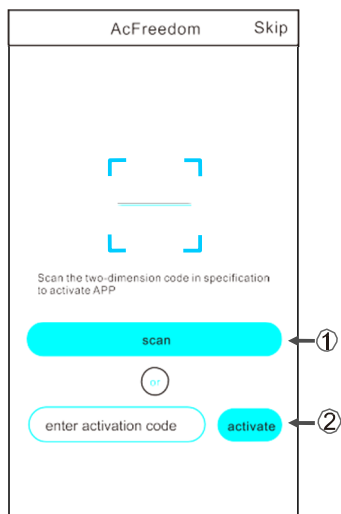 AcFreedom Skip
Scan the two-dimension code in specification
to activate APP
scan ①
or
enter activation code activate ②